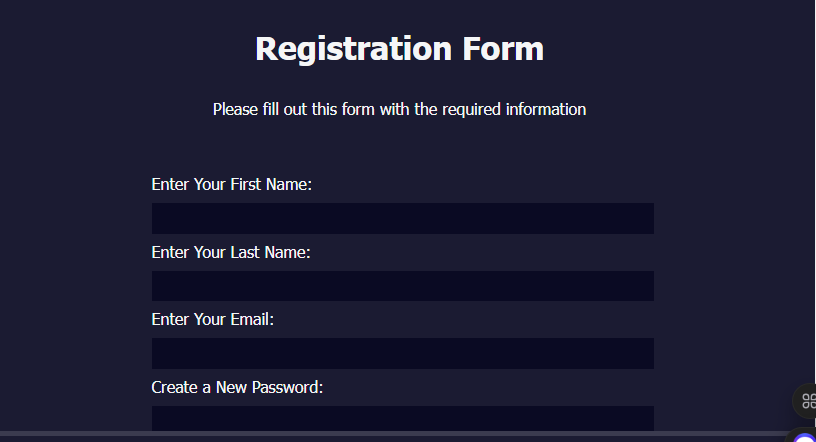 Registration Form
Please fill out this form with the required information
Enter Your First Name:
Enter Your Last Name:
Enter Your Email:
Create a New Password: